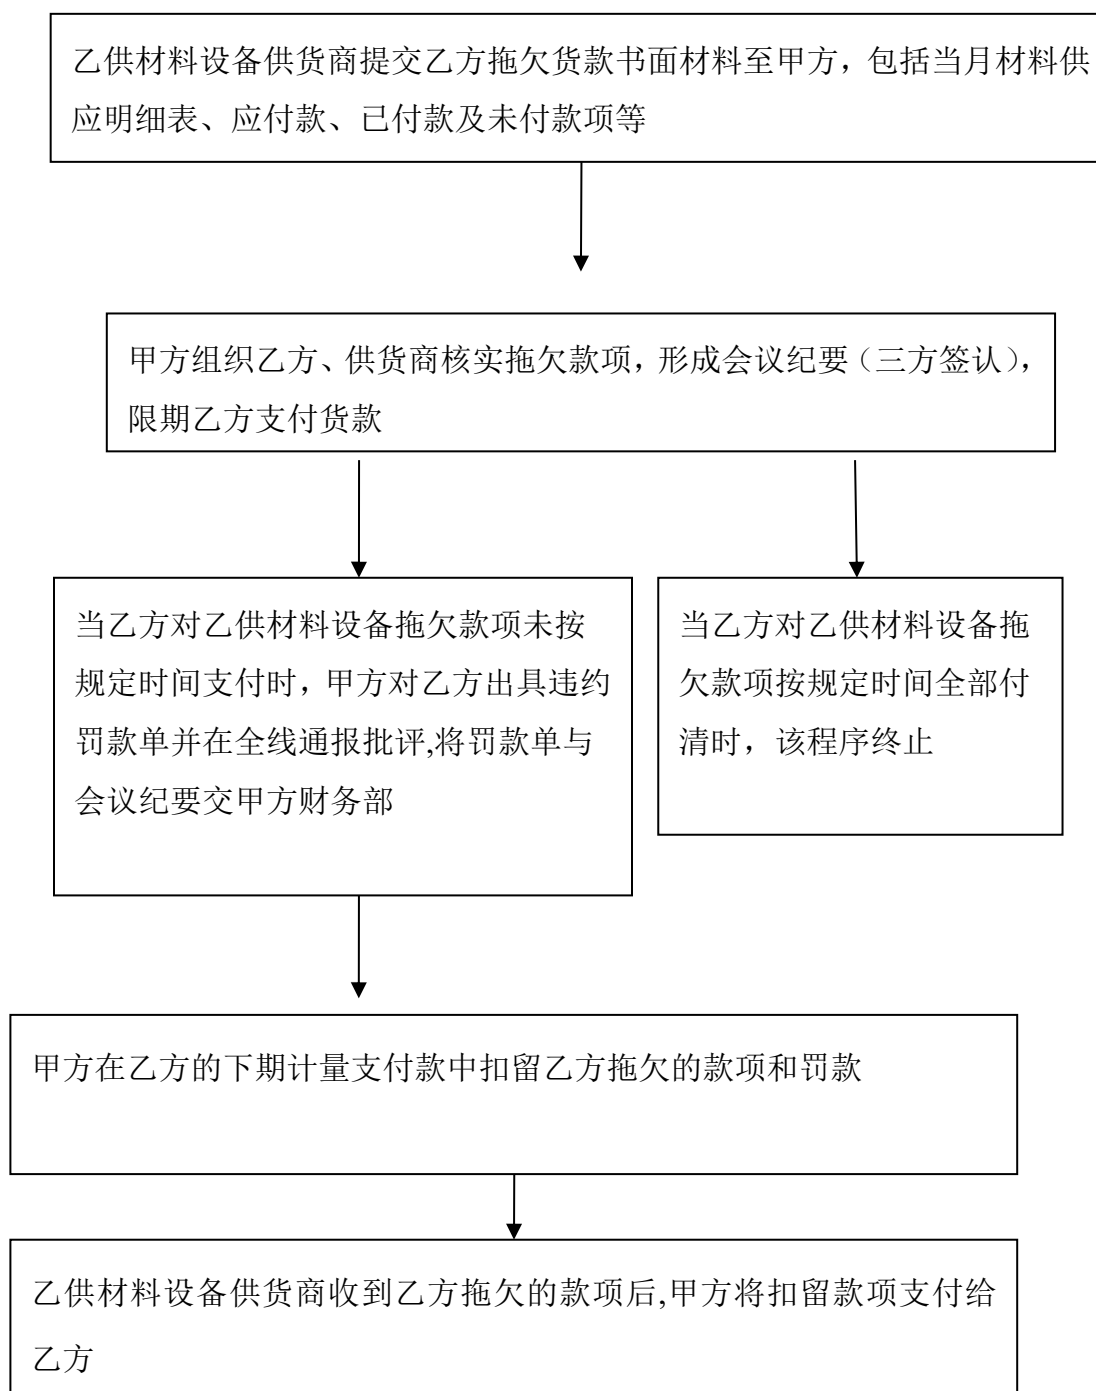 乙供材料设备供货商提交乙方拖欠货款书面材料至甲方，包括当月材料供
应明细表、应付款、已付款及未付款项等
甲方组织乙方、供货商核实拖欠款项，形成会议纪要（三方签认），
限期乙方支付货款
当乙方对乙供材料设备拖欠款项未按
规定时间支付时，甲方对乙方出具违约
罚款单并在全线通报批评,将罚款单与
会议纪要交甲方财务部
当乙方对乙供材料设备拖
欠款项按规定时间全部付
清时，该程序终止
甲方在乙方的下期计量支付款中扣留乙方拖欠的款项和罚款
乙供材料设备供货商收到乙方拖欠的款项后,甲方将扣留款项支付给
乙方